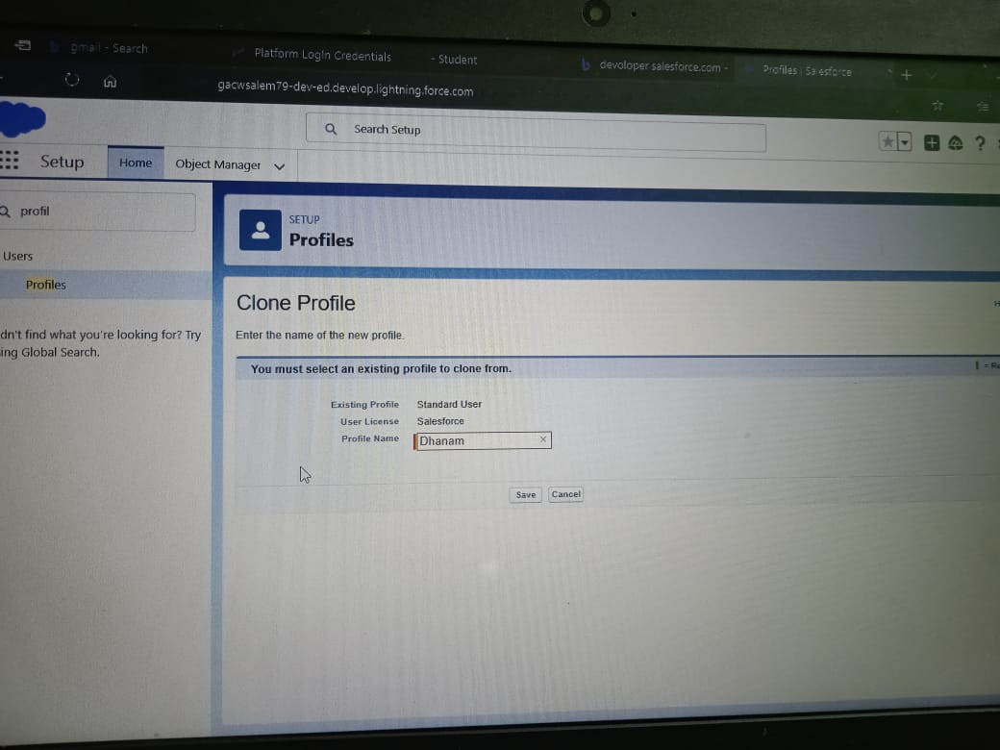 gmail - Search
Platform Login Credentials
- Student
devoloper salesforce.com -
Profiles | Salesforce
gacwsalem79-dev-ed.develop.lightning.force.com
Search Setup
Setup
Home
Object Manager
profil
Users
Profiles
dn't find what you're looking for? Try
ing Global Search.
SETUP
Profiles
Clone Profile
Enter the name of the new profile.
You must select an existing profile to clone from.
Existing Profile Standard User
User License Salesforce
Profile Name Dhanam
Save Cancel